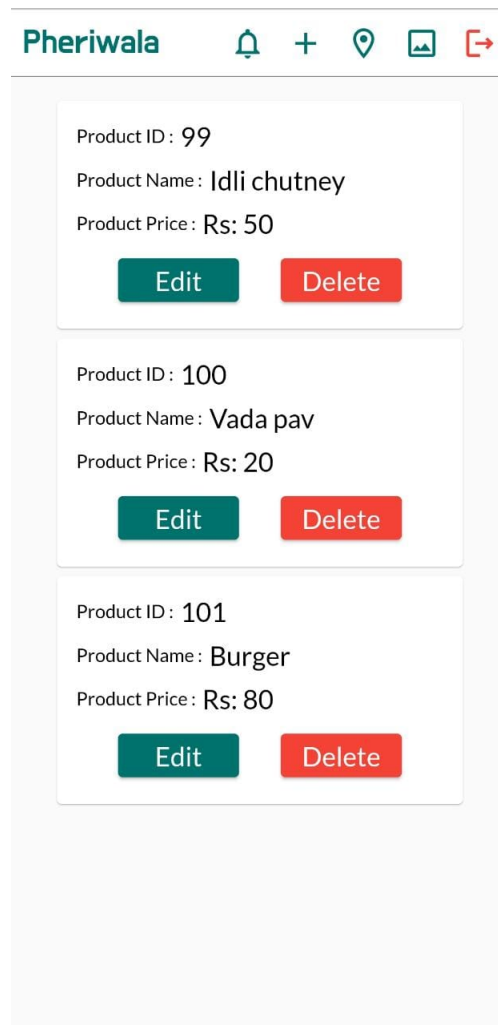 Pheriwala
Product ID : 99
Product Name : Idli chutney
Product Price : Rs: 50
Edit Delete
Product ID : 100
Product Name : Vada pav
Product Price : Rs: 20
Edit Delete
Product ID : 101
Product Name : Burger
Product Price : Rs: 80
Edit Delete